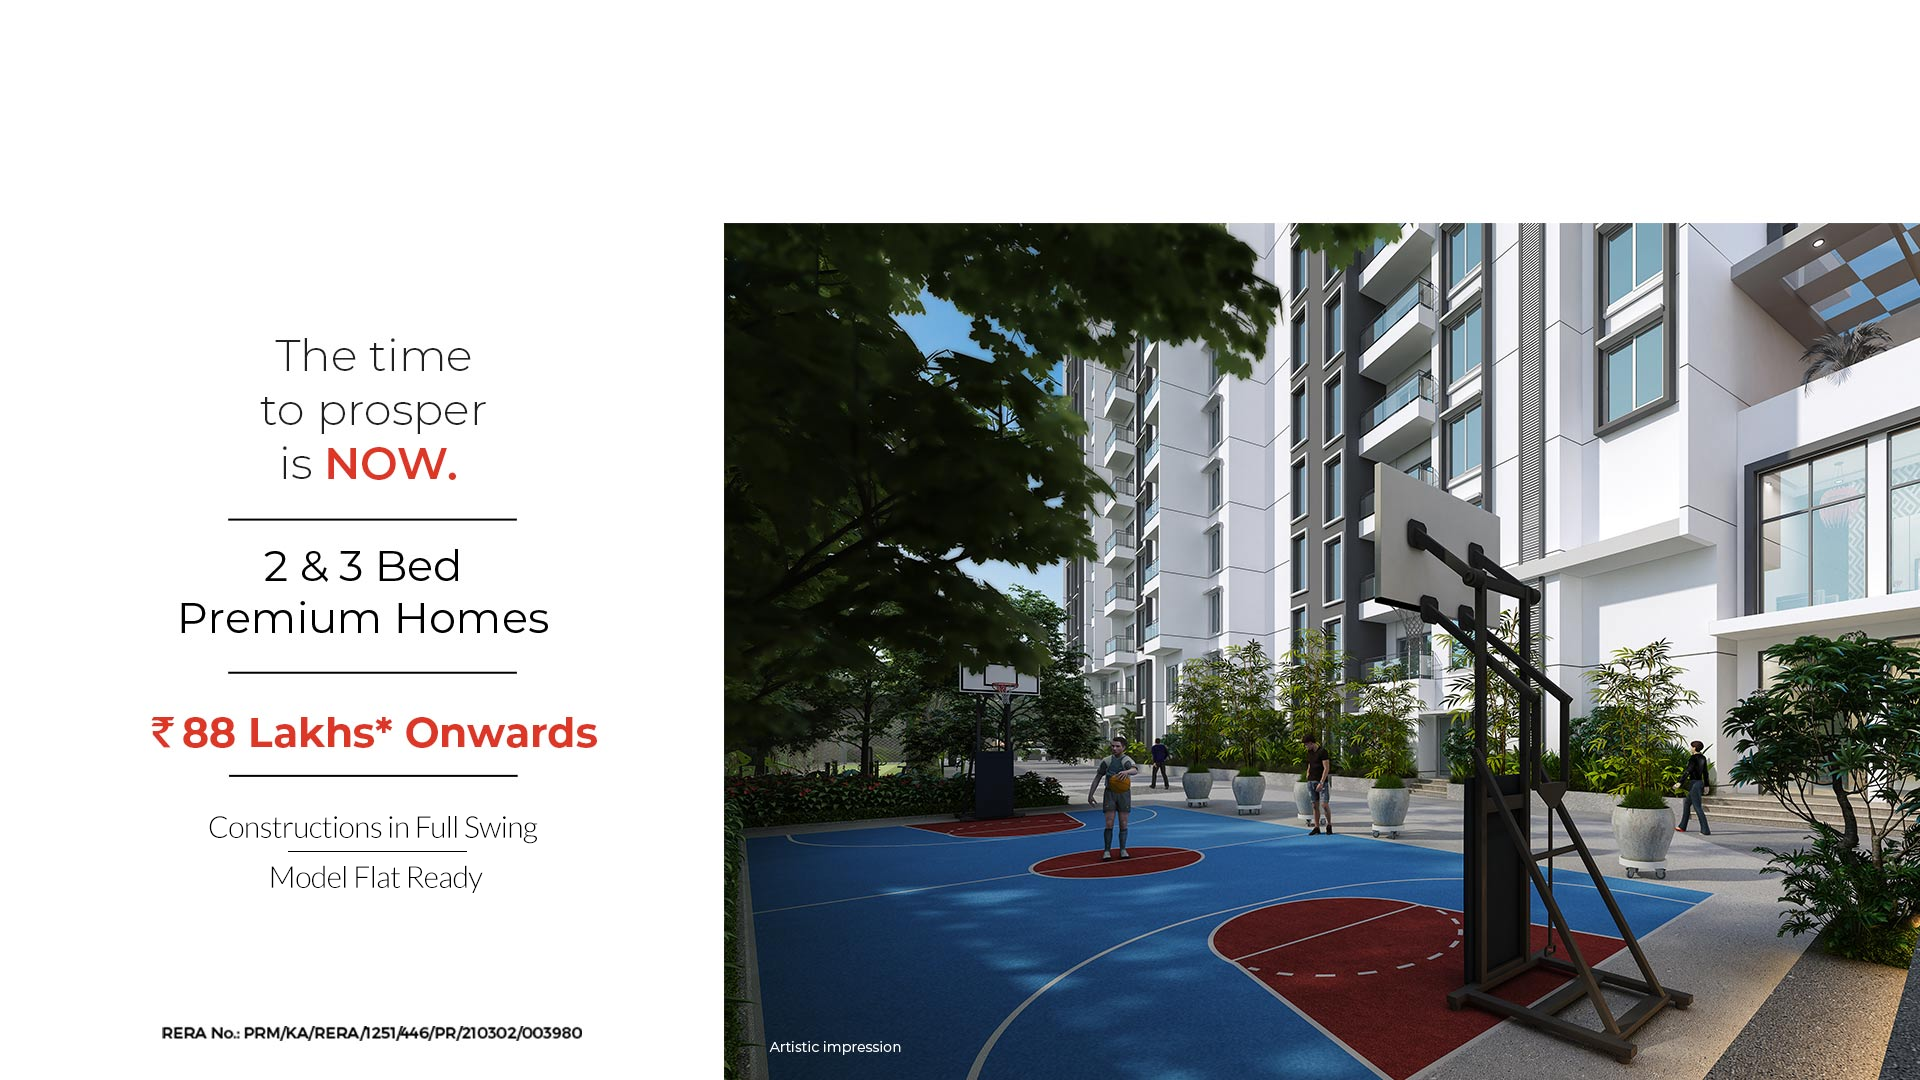 The time
to prosper
is NOW.
2 & 3 Bed
Premium Homes
₹ 88 Lakhs* Onwards
Constructions in Full Swing
Model Flat Ready
RERA No.: PRM/KA/RERA/1251/446/PR/210302/003980
Artistic impression